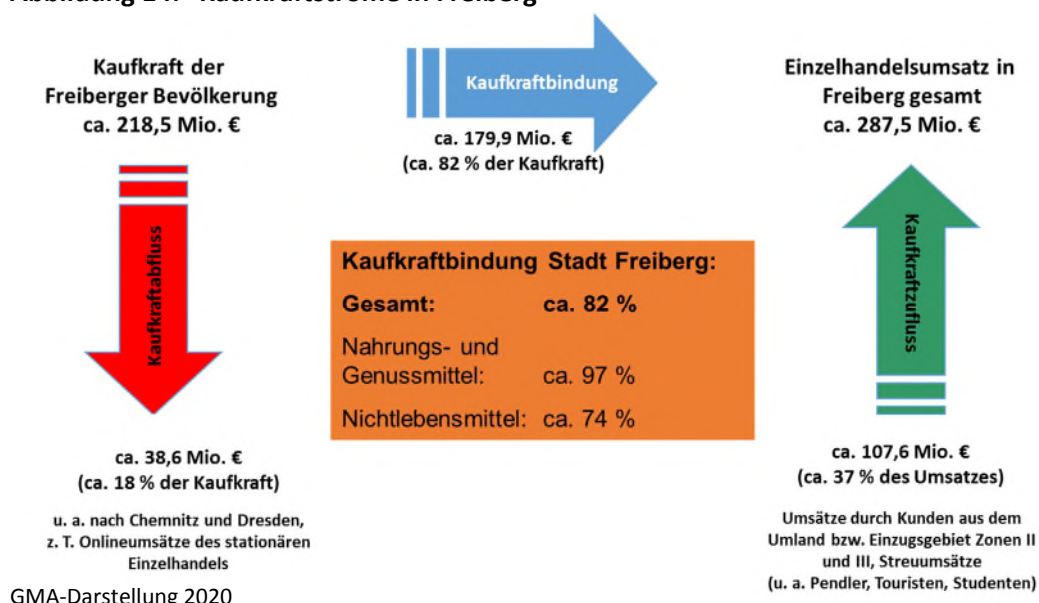 Kaufkraft der
Freiberger Bevölkerung
ca. 218,5 Mio. €
Kaufkraftabfluss
ca. 38,6 Mio. €
(ca. 18 % der Kaufkraft)
u. a. nach Chemnitz und Dresden,
z. T. Onlineumsätze des stationären
Einzelhandels
Kaufkraftbindung
ca. 179,9 Mio. €
(ca. 82 % der Kaufkraft)
Kaufkraftbindung Stadt Freiberg:
Gesamt: ca. 82 %
Nahrungs- und
Genussmittel: ca. 97 %
Nichtlebensmittel: ca. 74 %
Einzelhandelsumsatz in
Freiberg gesamt
ca. 287,5 Mio. €
Kaufkraftzufluss
ca. 107,6 Mio. €
(ca. 37 % des Umsatzes)
Umsätze durch Kunden aus dem
Umland bzw. Einzugsgebiet Zonen II
und III, Streuumsätze
(u. a. Pendler, Touristen, Studenten)
GMA-Darstellung 2020